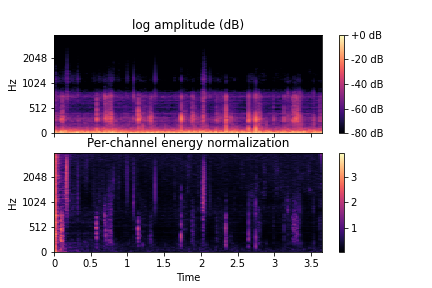 log amplitude (dB)
Hz
2048
1024
512
0
+0 dB
-20 dB
-40 dB
-60 dB
-80 dB
Per-channel energy normalization
Hz
2048
1024
512
0
3
2
1
0 0.5 1 1.5 2 2.5 3 3.5
Time